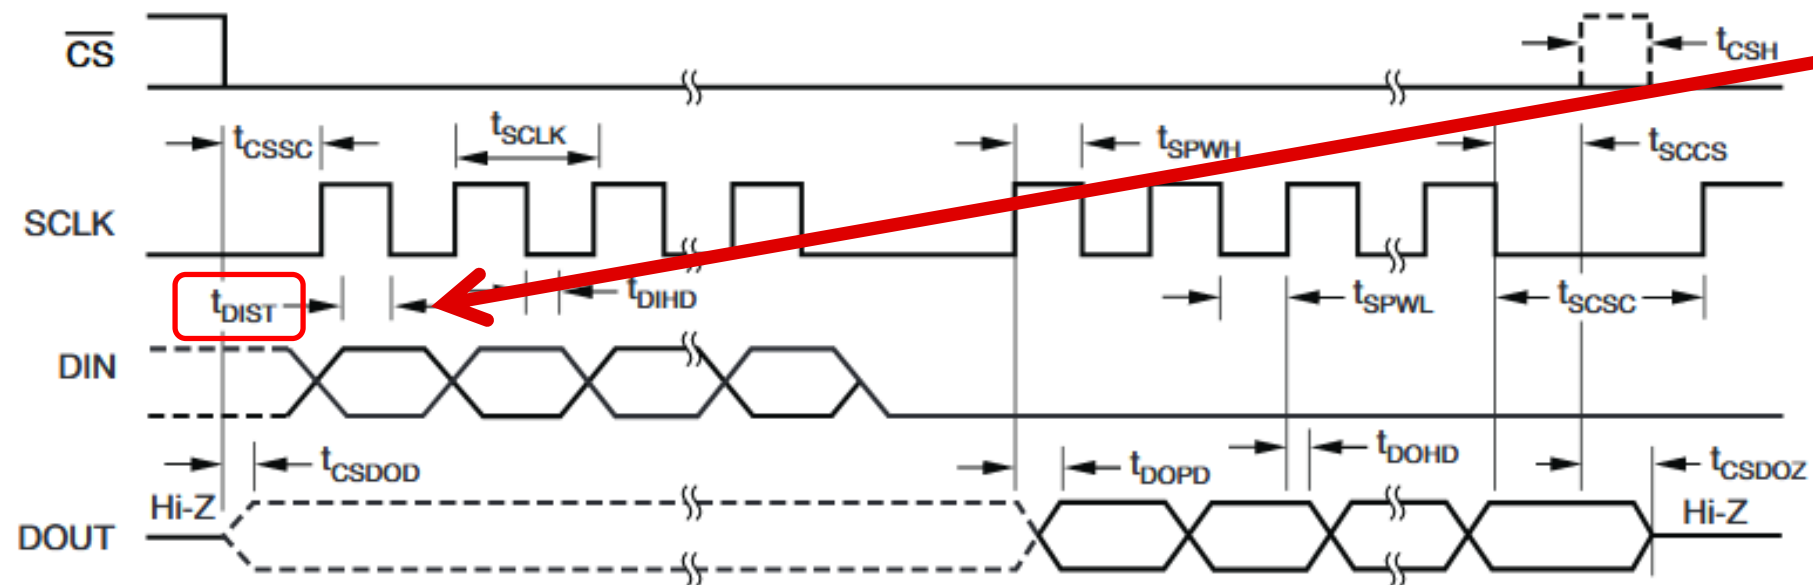 CS
tCSH
tCSSC
tSCLK
tSPWH
tSCCS
SCLK
tDIST
tDIHD
tSPWL
tSCSC
DIN
tCSDOD
tDOPD
tDOHD
tCSDOZ
Hi-Z
Hi-Z
DOUT